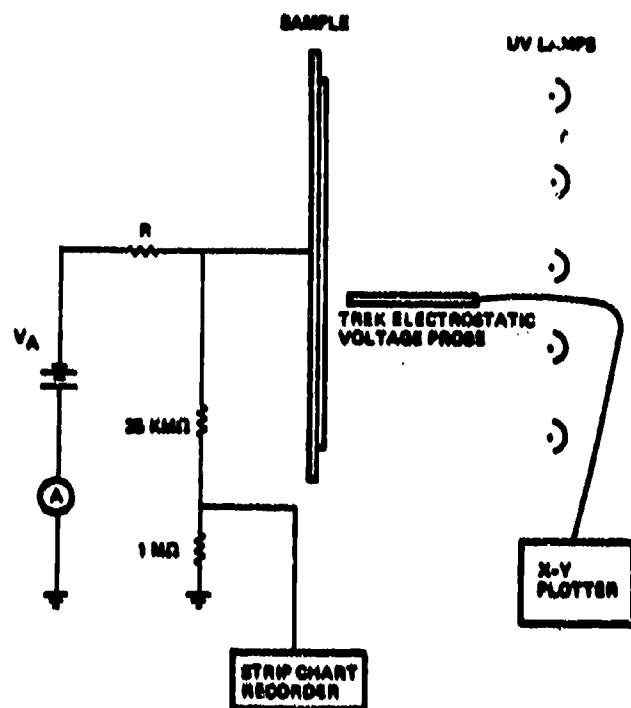 SAMPLE
UV LAMPS
R
TREK ELECTROSTATIC
VOLTAGE PROBE
VA
A
1 MΩ
X-Y
PLOTTER
STRIP CHART
RECORDER